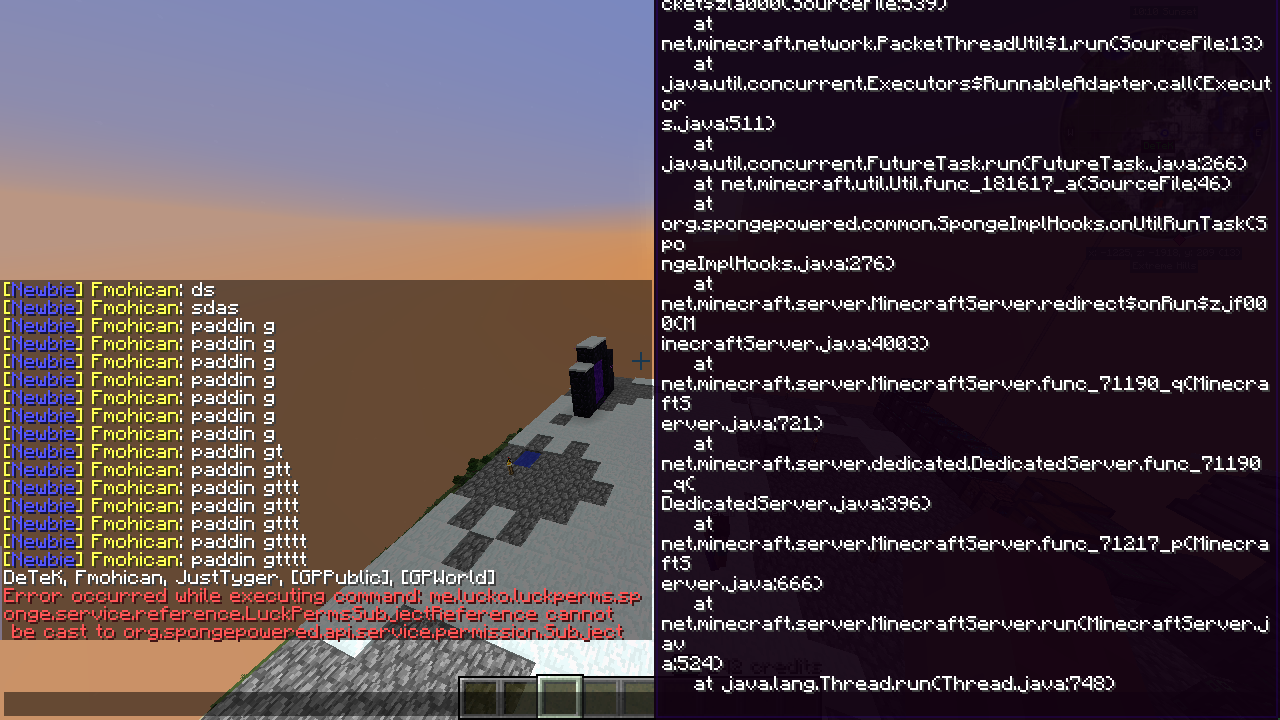 [Newbie] Fmohican: ds
[Newbie] Fmohican: sdas
[Newbie] Fmohican: paddin g
[Newbie] Fmohican: paddin g
[Newbie] Fmohican: paddin g
[Newbie] Fmohican: paddin g
[Newbie] Fmohican: paddin g
[Newbie] Fmohican: paddin g
[Newbie] Fmohican: paddin g
[Newbie] Fmohican: paddin gt
[Newbie] Fmohican: paddin gtt
[Newbie] Fmohican: paddin gttt
[Newbie] Fmohican: paddin gttt
[Newbie] Fmohican: paddin gttt
[Newbie] Fmohican: paddin gtttt
[Newbie] Fmohican: paddin gtttt
DeTeK, Fmohican, JustTyger, [GPPublic], [GPWorld]
Error occurred while executing command: me.lucko.luckperms.sp
onge.service.reference.LuckPermsSubjectReference cannot
be cast to org.spongepowered.api.service.permission.Subject
cket$zla000(SourceFile:539)
at
net.minecraft.network.PacketThreadUtil$1.run(SourceFile:13)
at
java.util.concurrent.Executors$RunnableAdapter.call(Execut
or
s.java:511)
at
java.util.concurrent.FutureTask.run(FutureTask.java:266)
at net.minecraft.util.Util.func_181617_a(SourceFile:46)
at
org.spongepowered.common.SpongeImplHooks.onUtilRunTask(S
po
ngeImplHooks.java:276)
at
net.minecraft.server.MinecraftServer.redirect$onRun$zjf00
0(M
inecraftServer.java:4003)
at
net.minecraft.server.MinecraftServer.func_71190_q(Minecra
ftS
erver.java:721)
at
net.minecraft.server.dedicated.DedicatedServer.func_71190
_q(
DedicatedServer.java:396)
at
net.minecraft.server.MinecraftServer.func_71217_p(Minecra
ftS
erver.java:666)
at
net.minecraft.server.MinecraftServer.run(MinecraftServer.j
av
a:524)
at java.lang.Thread.run(Thread.java:748)